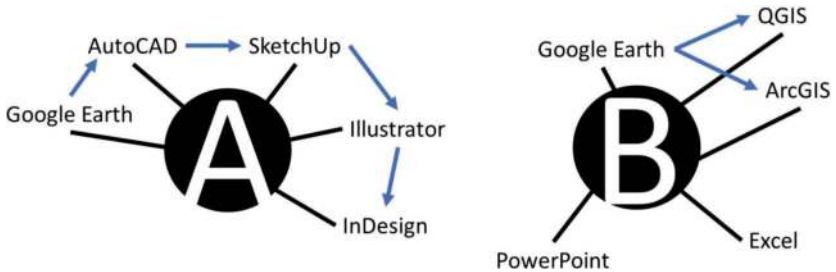 AutoCAD
SketchUp
Google Earth
A
Illustrator
InDesign
QGIS
Google Earth
ArcGIS
B
Excel
PowerPoint